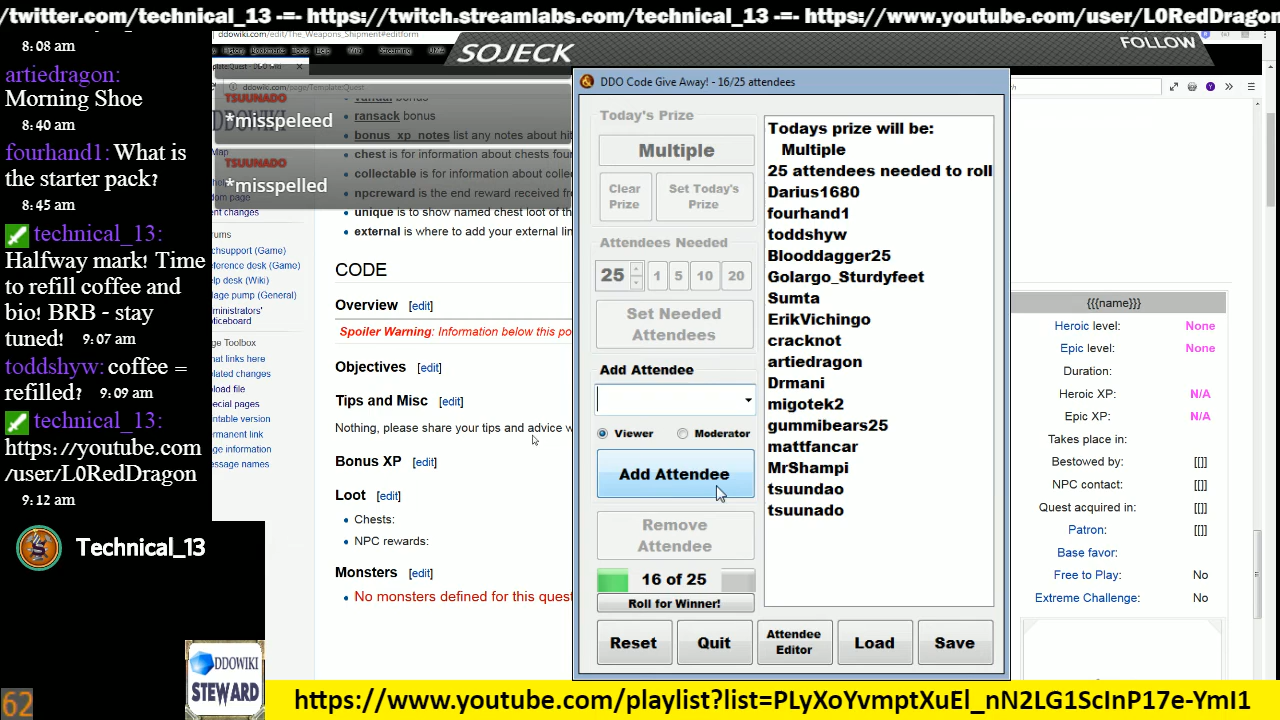 /twitter.com/technical_13 -=- https://twitch.streamlabs.com/technical_13 -=- https://www.youtube.com/user/L0RedDragon
8:08 am
artiedragon:
Morning Shoe
8:40 am
fourhand1: What is
the starter pack?
8:45 am
technical_13:
Halfway mark! Time
to refill coffee and
bio! BRB - stay
tuned! 9:07 am
toddshyw: coffee =
refilled? 9:09 am
technical_13:
https://youtube.com
/user/L0RedDragon
9:12 am
Technical_13
DDOWIKI
STEWARD
62
ddowiki.com/edit/The_Weapons_Shipment#editform
SOJECK
FOLLOW
ddowiki.com/page/Template:Quest
TSUUNADO
*misspeleed
TSUUNADO
*misspelled
ransack bonus
bonus_xp_notes list any notes about hi
chest is for information about chests foun
collectable is for information about collec
npcreward is the end reward received fr
unique is to show named chest loot of th
external is where to add your external lin
CODE
Overview [edit]
Spoiler Warning: Information below this po
Objectives [edit]
Tips and Misc [edit]
Nothing, please share your tips and advice w
Bonus XP [edit]
Loot [edit]
Chests:
NPC rewards:
Monsters [edit]
No monsters defined for this quest
DDO Code Give Away! - 16/25 attendees
Today's Prize
Multiple
Clear
Prize
Set Today's
Prize
Attendees Needed
25 1 5 10 20
Set Needed
Attendees
Add Attendee
Viewer Moderator
Add Attendee
Remove
Attendee
16 of 25
Roll for Winner!
Reset Quit Attendee
Editor Load Save
Todays prize will be:
Multiple
25 attendees needed to roll
Darius1680
fourhand1
toddshyw
Blooddagger25
Golargo_Sturdyfeet
Sumta
ErikVichingo
cracknot
artiedragon
Drmani
migotek2
gummibears25
mattfancar
MrShampi
tsuundao
tsuunado
{{{name}}}
Heroic level: None
Epic level: None
Duration:
Heroic XP: N/A
Epic XP: N/A
Takes place in:
Bestowed by: [[]]
NPC contact: [[]]
Quest acquired in: [[]]
Patron: [[]]
Base favor:
Free to Play: No
Extreme Challenge: No
https://www.youtube.com/playlist?list=PLyXoYvmptXuEl_nN2LG1ScInP17e-YmI1